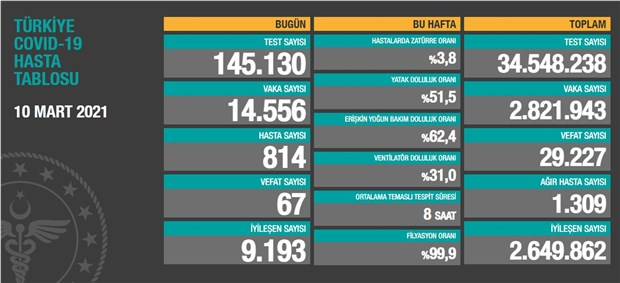 TÜRKİYE
COVID-19
HASTA
TABLOSU
10 MART 2021
BUGÜN
TEST SAYISI
145.130
VAKA SAYISI
14.556
HASTA SAYISI
814
VEFAT SAYISI
67
İYİLEŞEN SAYISI
9.193
BU HAFTA
HASTALARDA ZATÜRRE ORANI
%3,8
YATAK DOLULUK ORANI
%51,5
ERİŞKİN YOĞUN BAKIM DOLULUK ORANI
%62,4
VENTİLATÖR DOLULUK ORANI
%31,0
ORTALAMA TEMASLI TESPİT SÜRESİ
8 SAAT
FİLYASYON ORANI
%99,9
TOPLAM
TEST SAYISI
34.548.238
VAKA SAYISI
2.821.943
VEFAT SAYISI
29.227
AĞIR HASTA SAYISI
1.309
İYİLEŞEN SAYISI
2.649.862